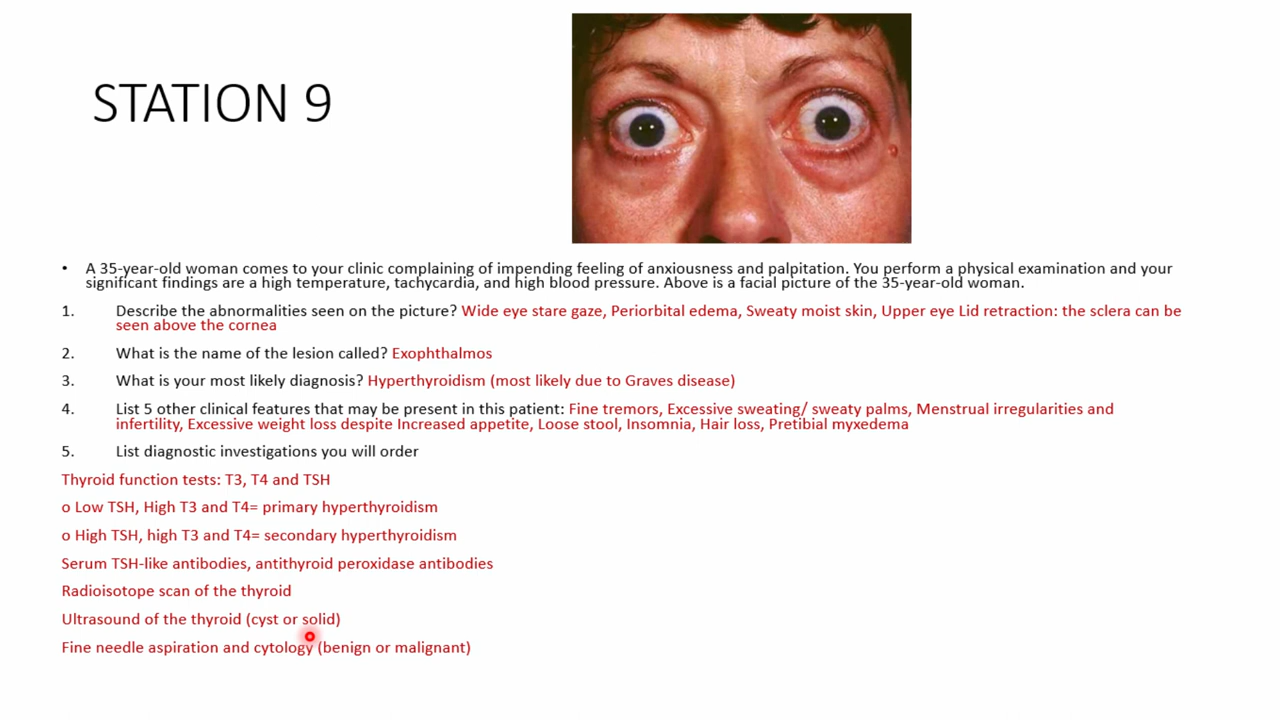 STATION 9
• A 35-year-old woman comes to your clinic complaining of impending feeling of anxiousness and palpitation. You perform a physical examination and your
significant findings are a high temperature, tachycardia, and high blood pressure. Above is a facial picture of the 35-year-old woman.
1. Describe the abnormalities seen on the picture? Wide eye stare gaze, Periorbital edema, Sweaty moist skin, Upper eye Lid retraction: the sclera can be
seen above the cornea
2. What is the name of the lesion called? Exophthalmos
3. What is your most likely diagnosis? Hyperthyroidism (most likely due to Graves disease)
4. List 5 other clinical features that may be present in this patient: Fine tremors, Excessive sweating/ sweaty palms, Menstrual irregularities and
infertility, Excessive weight loss despite Increased appetite, Loose stool, Insomnia, Hair loss, Pretibial myxedema
5. List diagnostic investigations you will order
Thyroid function tests: T3, T4 and TSH
o Low TSH, High T3 and T4= primary hyperthyroidism
o High TSH, high T3 and T4= secondary hyperthyroidism
Serum TSH-like antibodies, antithyroid peroxidase antibodies
Radioisotope scan of the thyroid
Ultrasound of the thyroid (cyst or solid)
Fine needle aspiration and cytology (benign or malignant)